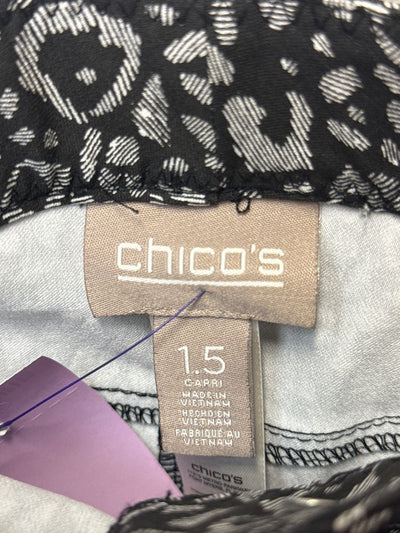 chico's
1.5
CAPRI
MADE IN
VIETNAM
HECHO EN
VIETNAM
FABRIQUÉ AU
VIETNAM
chico's